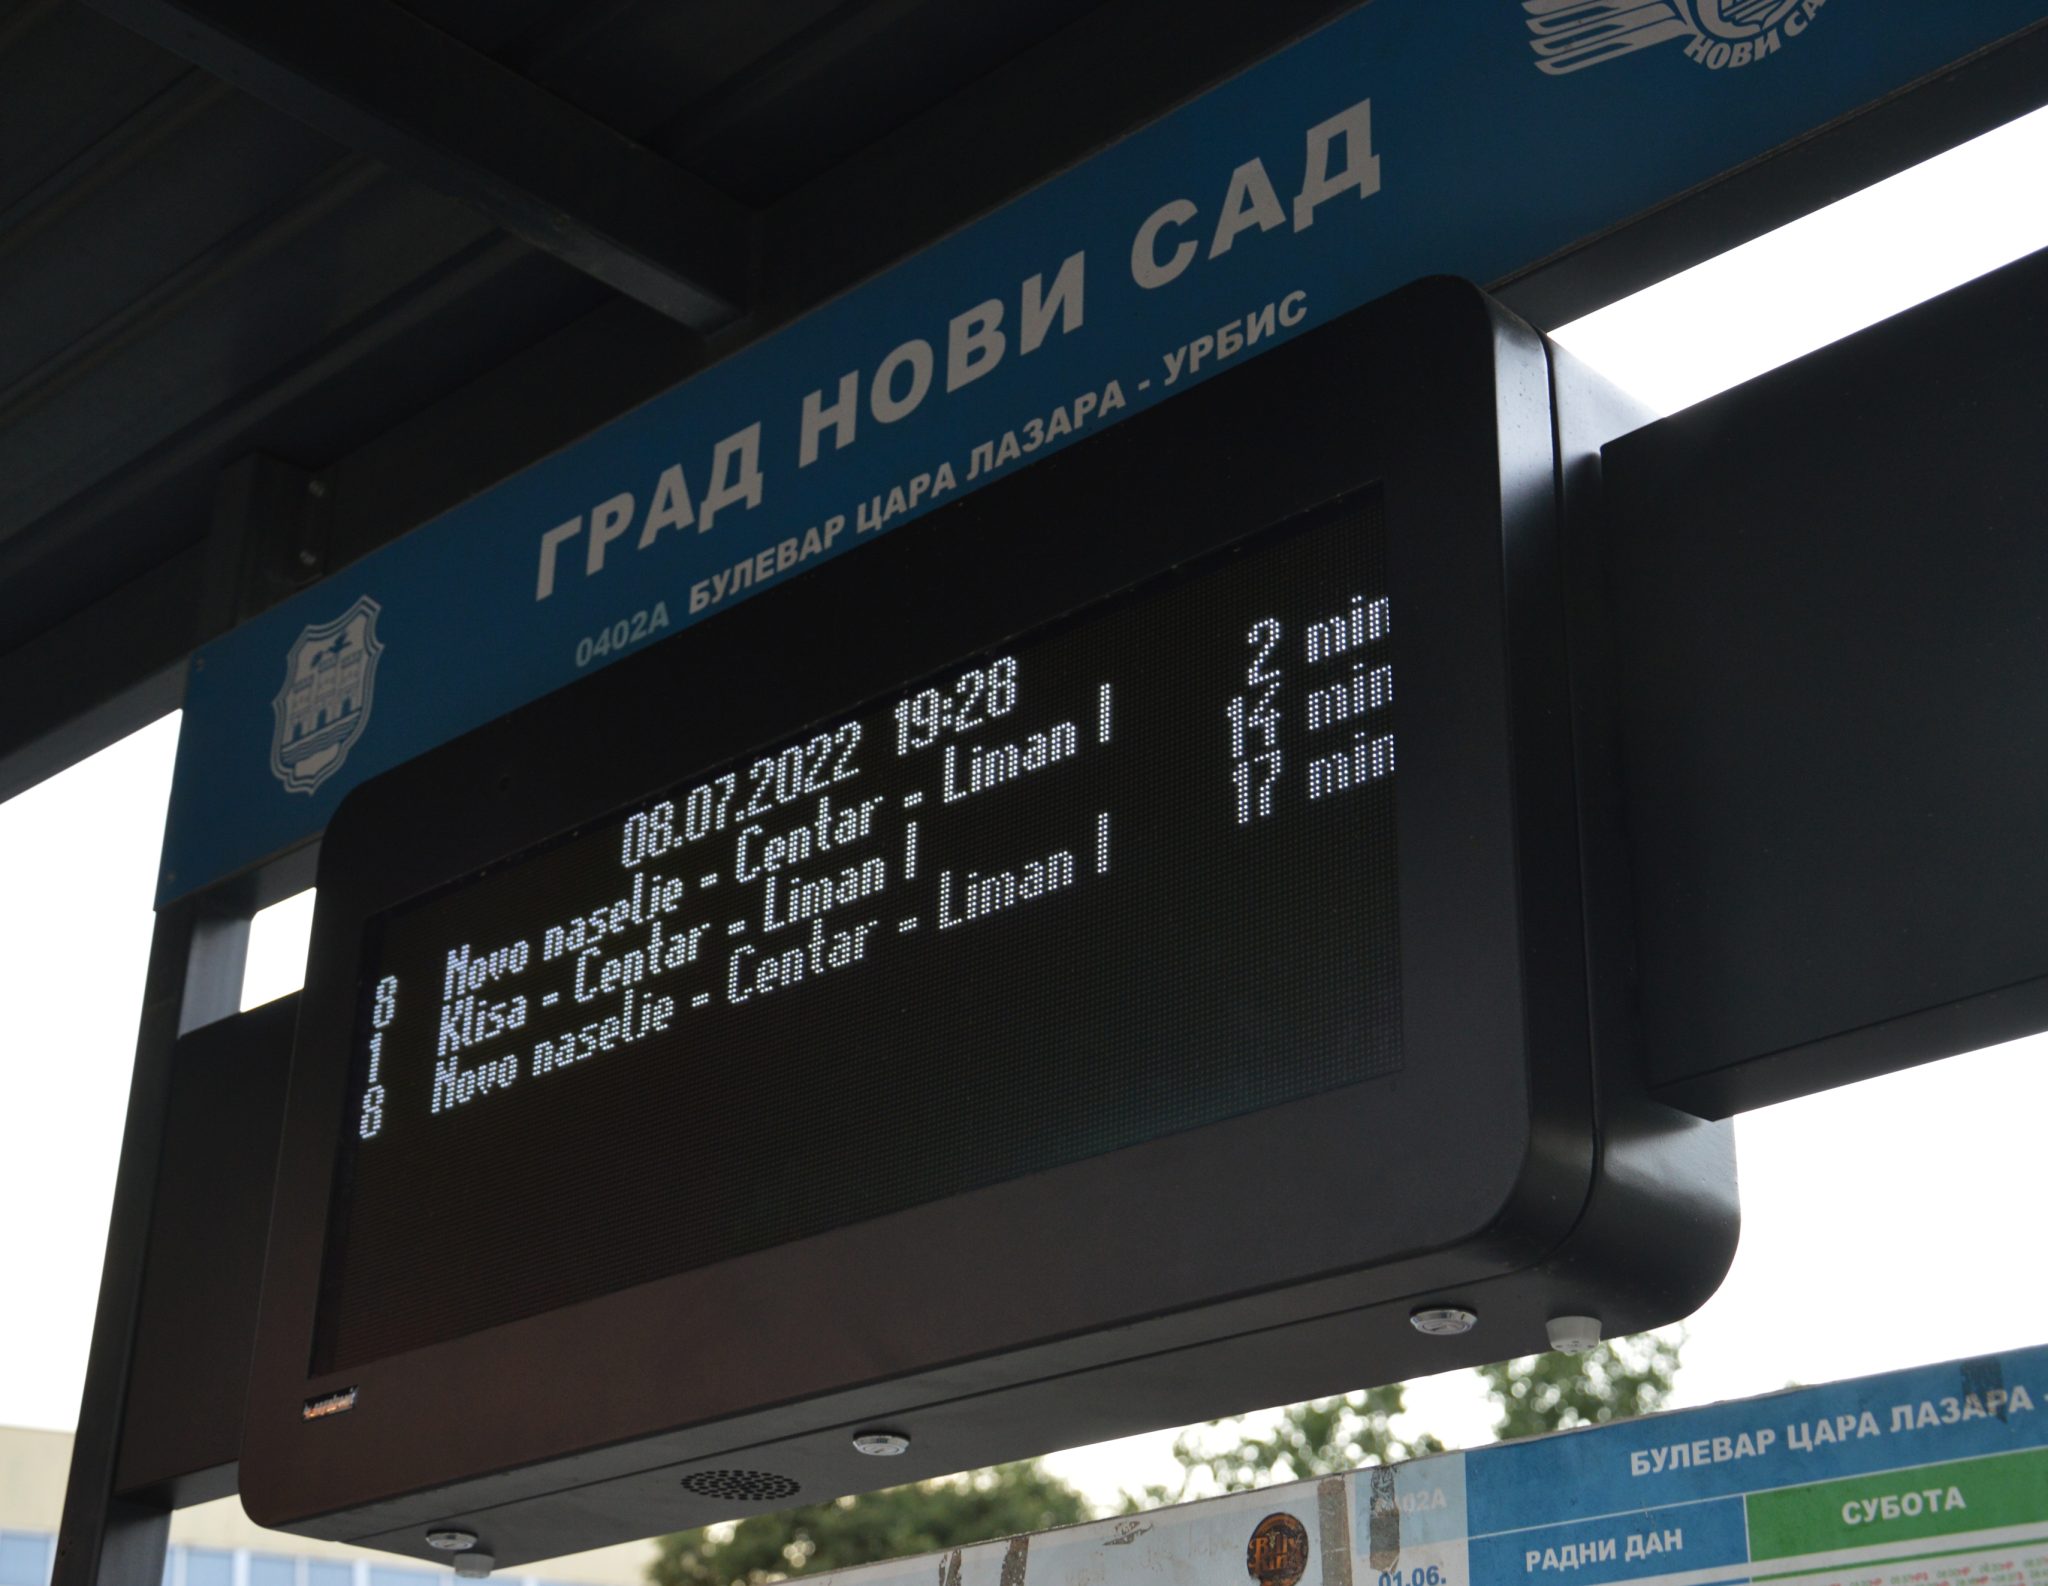 НОВИ СА
ГРАД НОВИ САД
0402А БУЛЕВАР ЦАРА ЛАЗАРА - УРБИС
08.07.2022 19:28
8 Novo naselje - Centar - Liman I 2 min
1 Klisa - Centar - Liman I 14 min
8 Novo naselje - Centar - Liman I 17 min
БУЛЕВАР ЦАРА ЛАЗАРА -
РАДНИ ДАН
СУБОТА
01.06.